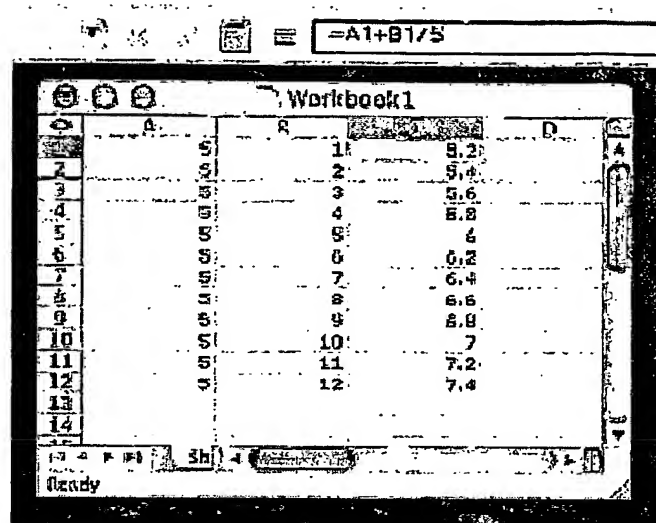 =A1+B1/5
Workbook1
A B D
5 1 5.2
2 5 2 5.4
3 5 3 5.6
4 5 4 5.8
5 5 5 6
6 5 6 6.2
7 5 7 6.4
8 5 8 6.6
9 5 9 6.8
10 5 10 7
11 5 11 7.2
12 5 12 7.4
13
14
Sh
Ready